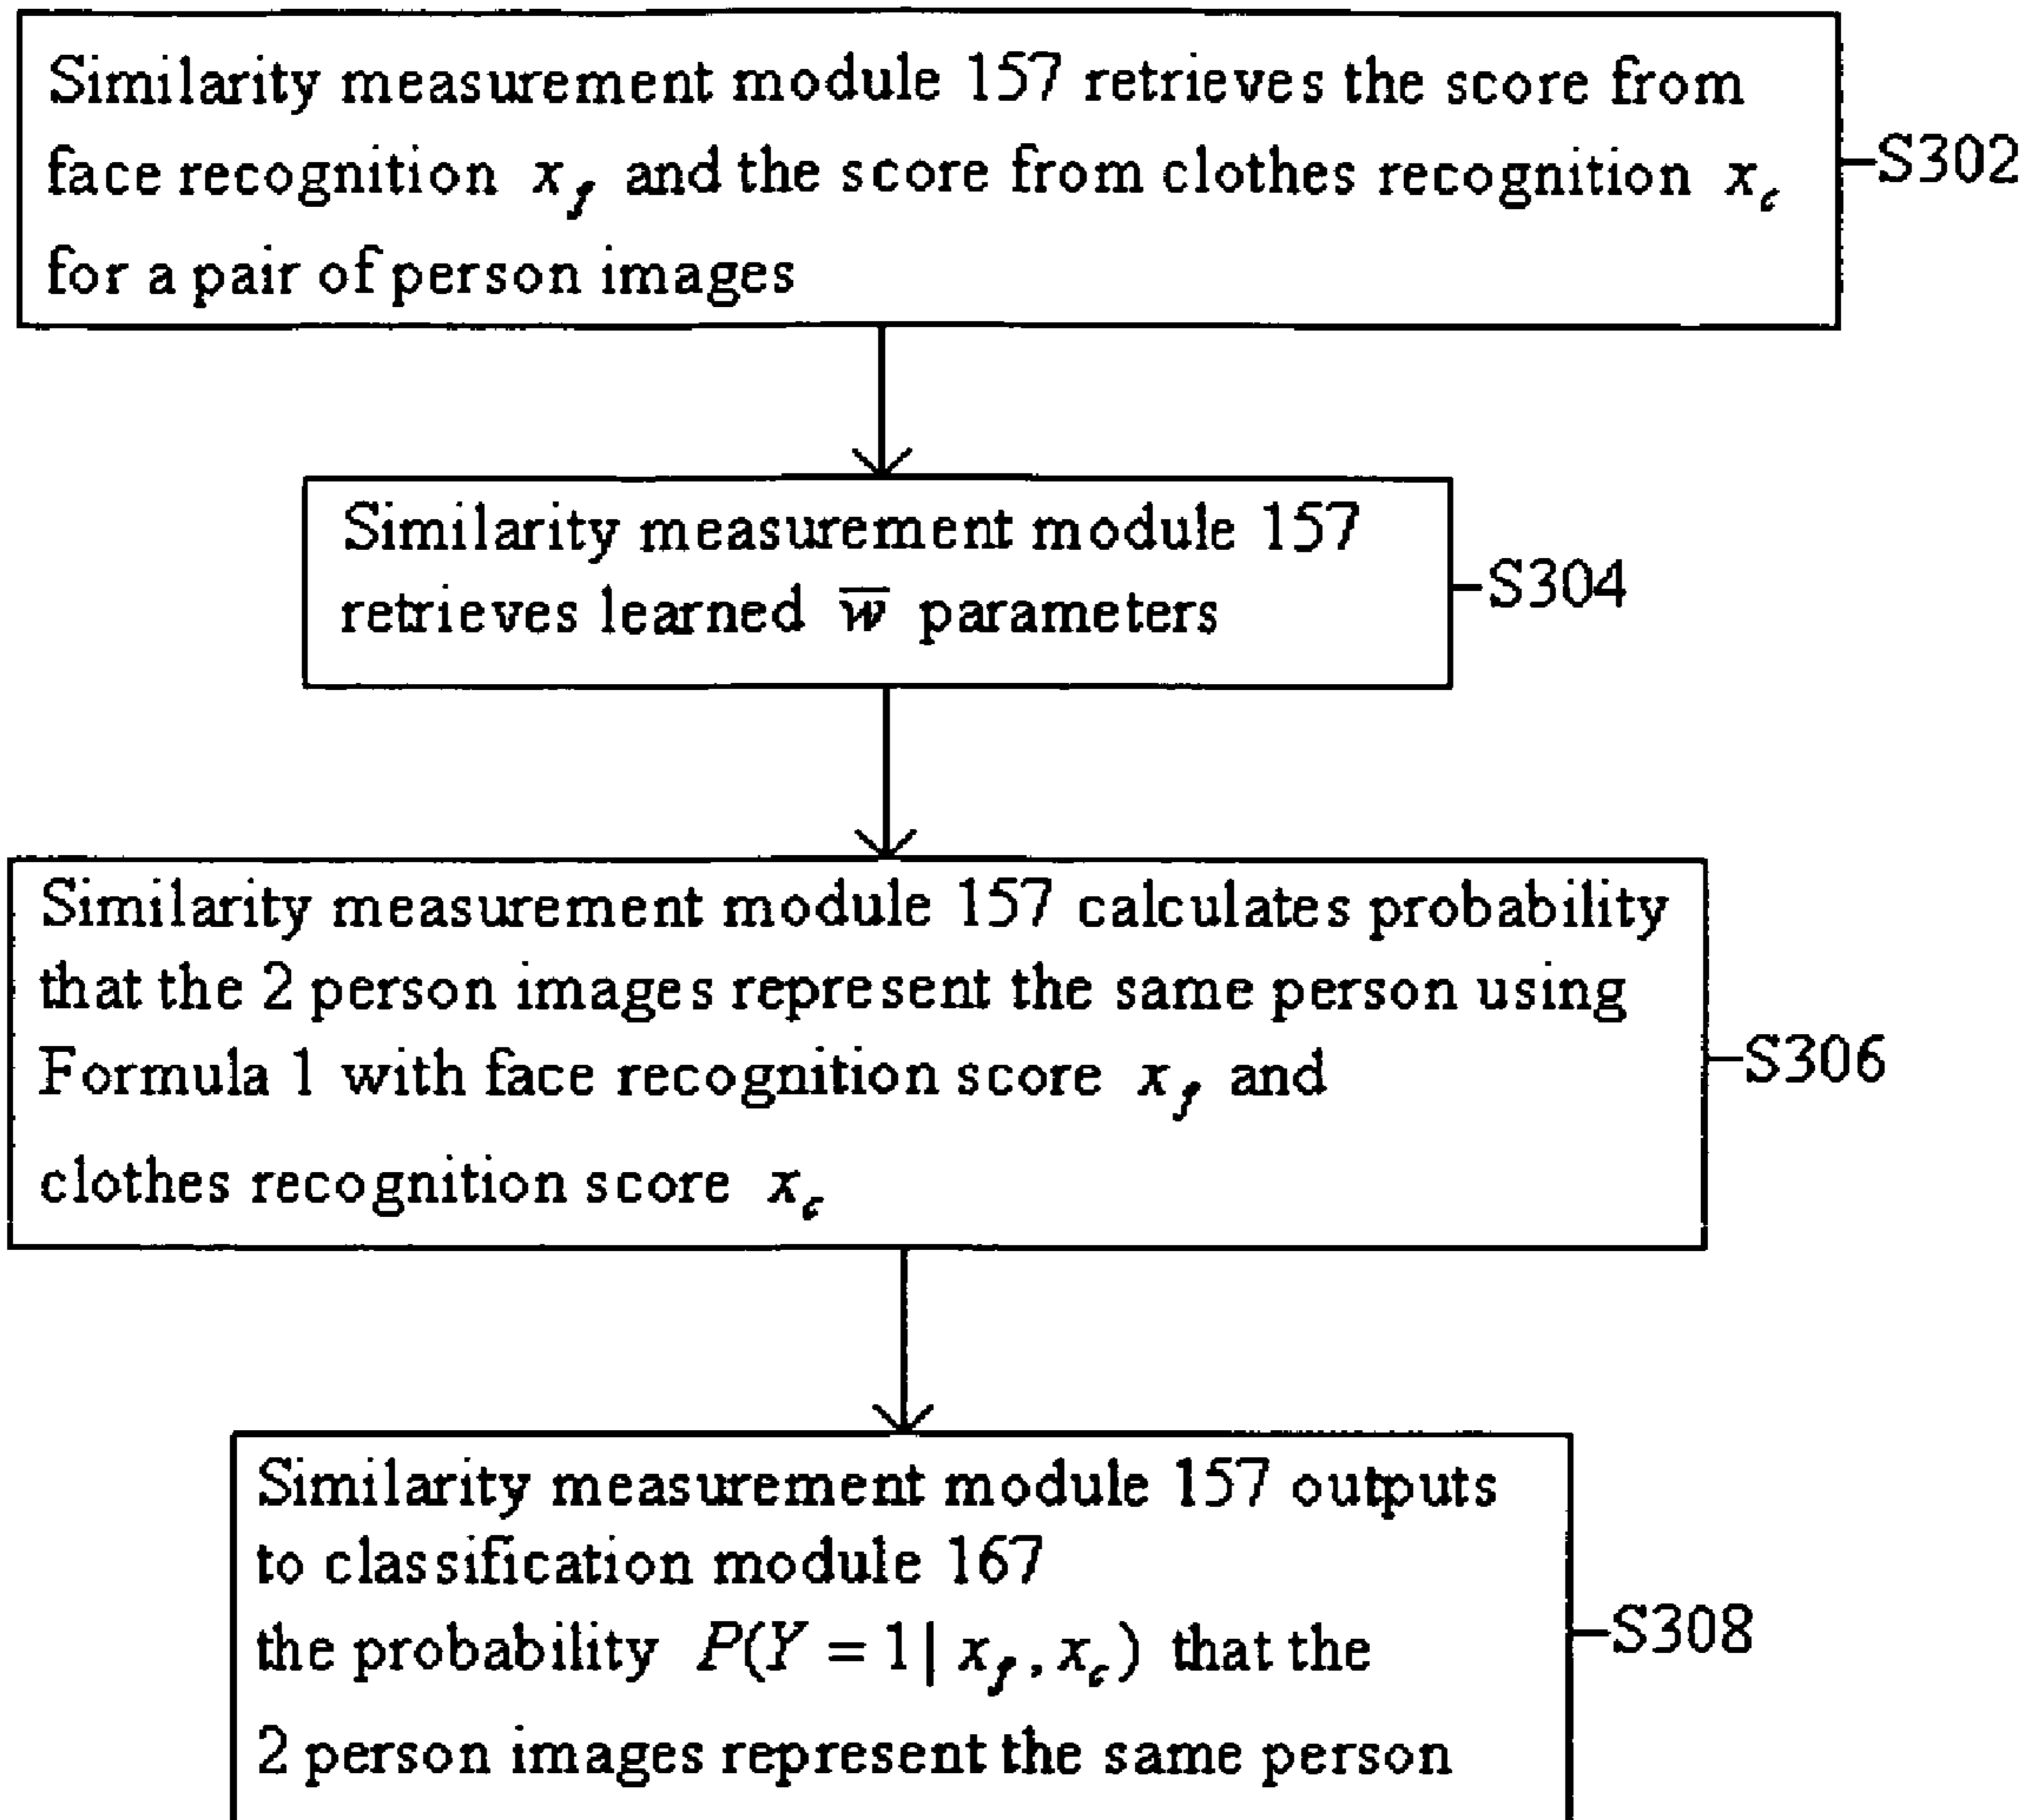 Similarity measurement module 157 retrieves the score from
face recognition x_f and the score from clothes recognition x_c
for a pair of person images
S302
Similarity measurement module 157
retrieves learned w̅ parameters
S304
Similarity measurement module 157 calculates probability
that the 2 person images represent the same person using
Formula 1 with face recognition score x_f and
clothes recognition score x_c
S306
Similarity measurement module 157 outputs
to classification module 167
the probability P(Y = 1 | x_f, x_c) that the
2 person images represent the same person
S308